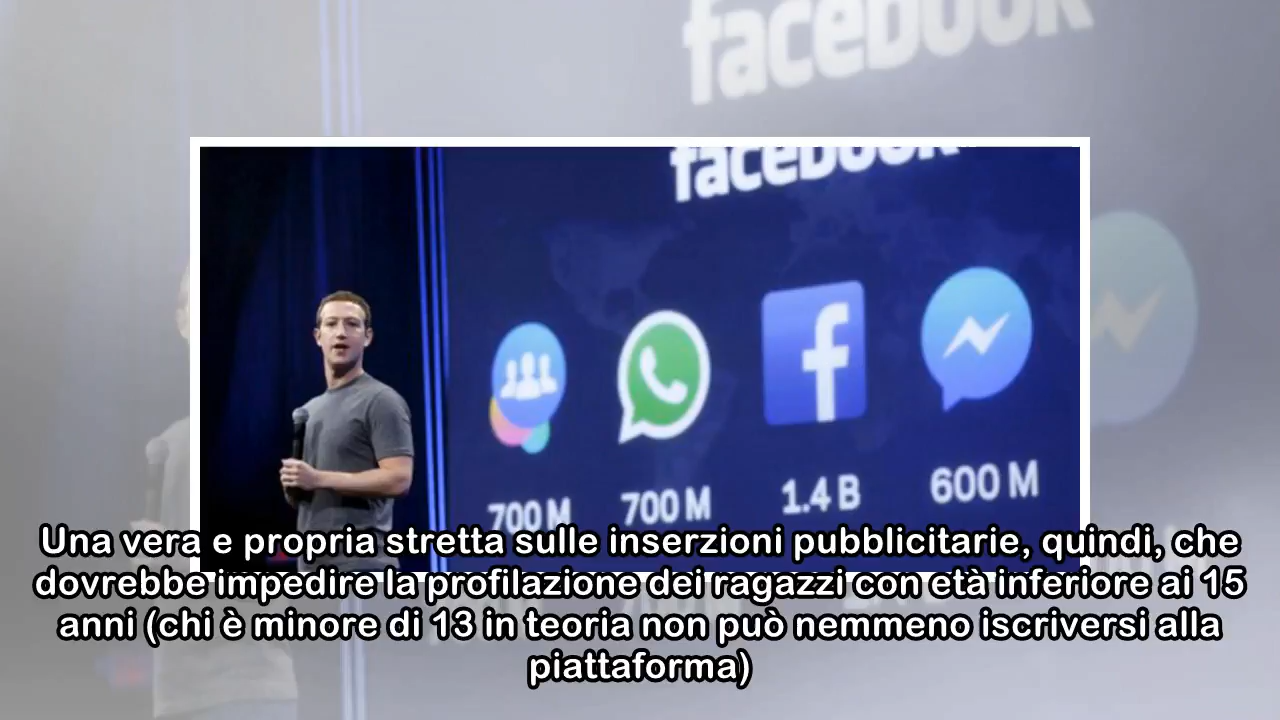 facebook
facebook
700 M
700 M
1.4 B
600 M
Una vera e propria stretta sulle inserzioni pubblicitarie, quindi, che
dovrebbe impedire la profilazione dei ragazzi con età inferiore ai 15
anni (chi è minore di 13 in teoria non può nemmeno iscriversi alla
piattaforma)